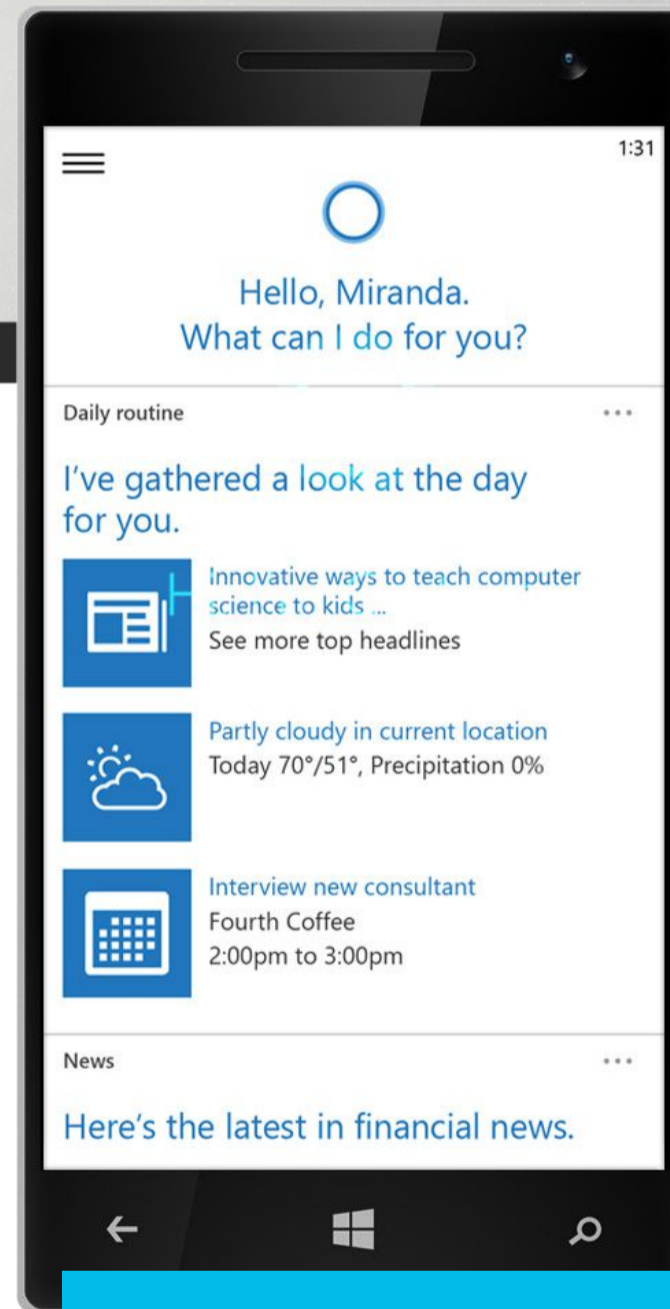 1:31
Hello, Miranda.
What can I do for you?
Daily routine
I've gathered a look at the day
for you.
Innovative ways to teach computer
science to kids ...
See more top headlines
Partly cloudy in current location
Today 70°/51°, Precipitation 0%
Interview new consultant
Fourth Coffee
2:00pm to 3:00pm
News
Here's the latest in financial news.